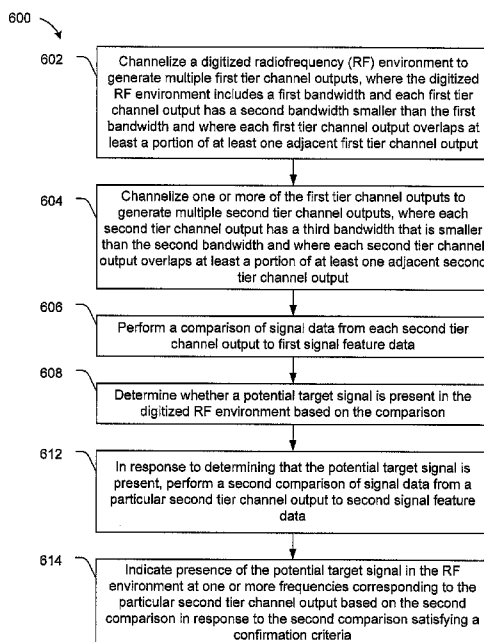 600
602
Channelize a digitized radiofrequency (RF) environment to
generate multiple first tier channel outputs, where the digitized
RF environment includes a first bandwidth and each first tier
channel output has a second bandwidth smaller than the first
bandwidth and where each first tier channel output overlaps at
least a portion of at least one adjacent first tier channel output
604
Channelize one or more of the first tier channel outputs to
generate multiple second tier channel outputs, where each
second tier channel output has a third bandwidth that is smaller
than the second bandwidth and where each second tier channel
output overlaps at least a portion of at least one adjacent second
tier channel output
606
Perform a comparison of signal data from each second tier
channel output to first signal feature data
608
Determine whether a potential target signal is present in the
digitized RF environment based on the comparison
612
In response to determining that the potential target signal is
present, perform a second comparison of signal data from a
particular second tier channel output to second signal feature
data
614
Indicate presence of the potential target signal in the RF
environment at one or more frequencies corresponding to the
particular second tier channel output based on the second
comparison in response to the second comparison satisfying a
confirmation criteria